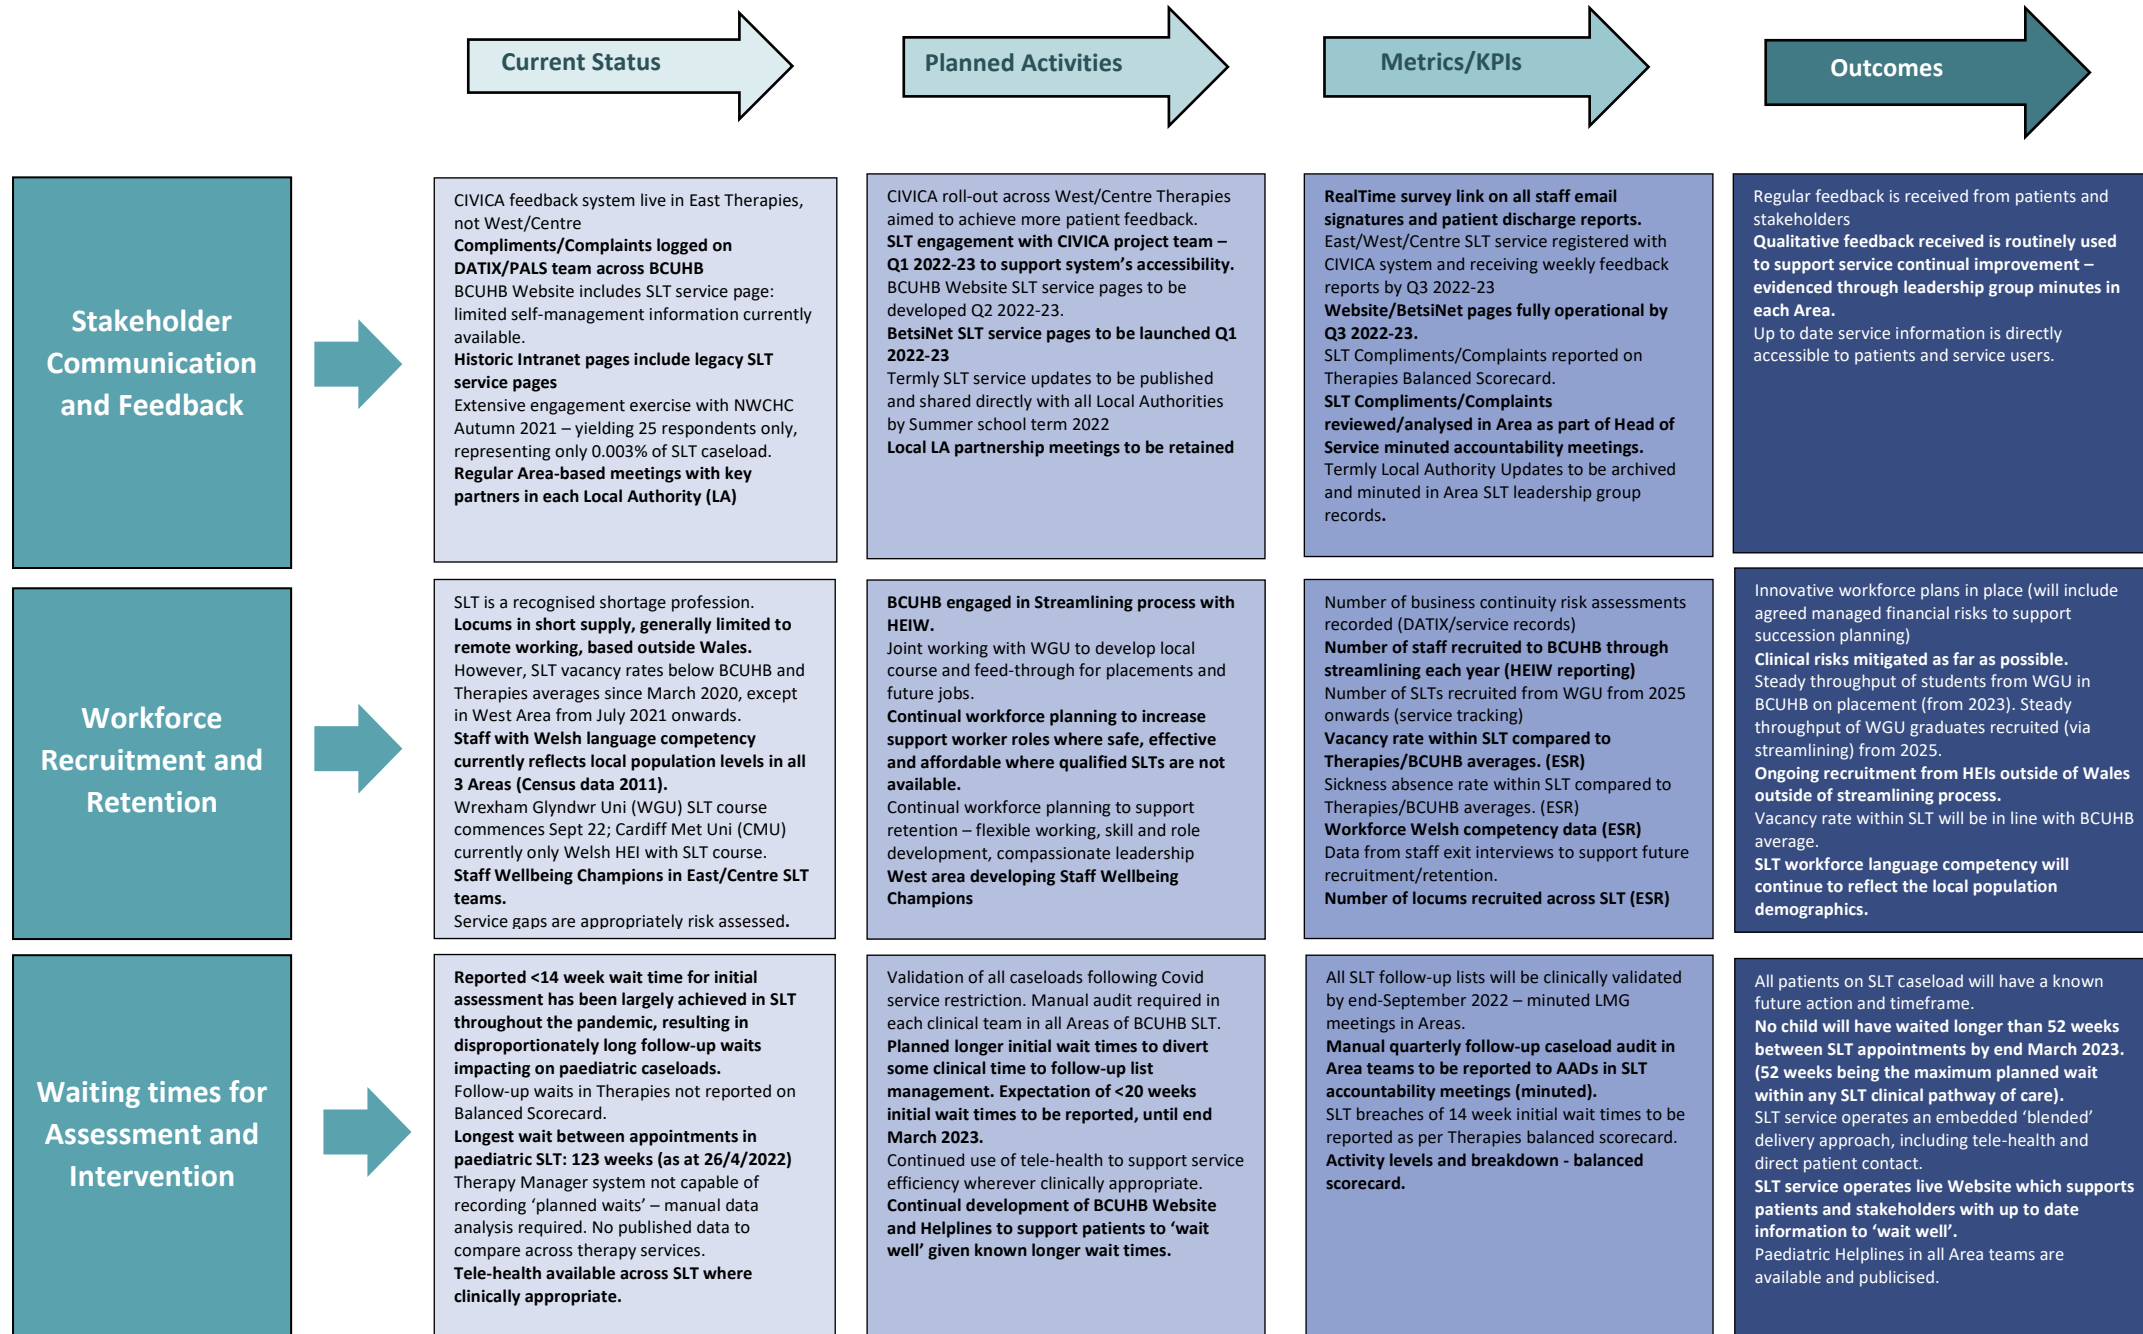 Current Status
Planned Activities
Metrics/KPIs
Outcomes
Stakeholder
Communication
and Feedback
CIVICA feedback system live in East Therapies,
not West/Centre
Compliments/Complaints logged on
DATIX/PALS team across BCUHB
BCUHB Website includes SLT service page:
limited self-management information currently
available.
Historic Intranet pages include legacy SLT
service pages
Extensive engagement exercise with NWCHC
Autumn 2021 – yielding 25 respondents only,
representing only 0.003% of SLT caseload.
Regular Area-based meetings with key
partners in each Local Authority (LA)
CIVICA roll-out across West/Centre Therapies
aimed to achieve more patient feedback.
SLT engagement with CIVICA project team –
Q1 2022-23 to support system's accessibility.
BCUHB Website SLT service pages to be
developed Q2 2022-23.
BetsiNet SLT service pages to be launched Q1
2022-23
Termly SLT service updates to be published
and shared directly with all Local Authorities
by Summer school term 2022
Local LA partnership meetings to be retained
RealTime survey link on all staff email
signatures and patient discharge reports.
East/West/Centre SLT service registered with
CIVICA system and receiving weekly feedback
reports by Q3 2022-23
Website/BetsiNet pages fully operational by
Q3 2022-23.
SLT Compliments/Complaints reported on
Therapies Balanced Scorecard.
SLT Compliments/Complaints
reviewed/analysed in Area as part of Head of
Service minuted accountability meetings.
Termly Local Authority Updates to be archived
and minuted in Area SLT leadership group
records.
Regular feedback is received from patients and
stakeholders
Qualitative feedback received is routinely used
to support service continual improvement –
evidenced through leadership group minutes in
each Area.
Up to date service information is directly
accessible to patients and service users.
Workforce
Recruitment and
Retention
SLT is a recognised shortage profession.
Locums in short supply, generally limited to
remote working, based outside Wales.
However, SLT vacancy rates below BCUHB and
Therapies averages since March 2020, except
in West Area from July 2021 onwards.
Staff with Welsh language competency
currently reflects local population levels in all
3 Areas (Census data 2011).
Wrexham Glyndwr Uni (WGU) SLT course
commences Sept 22; Cardiff Met Uni (CMU)
currently only Welsh HEI with SLT course.
Staff Wellbeing Champions in East/Centre SLT
teams.
Service gaps are appropriately risk assessed.
BCUHB engaged in Streamlining process with
HEIW.
Joint working with WGU to develop local
course and feed-through for placements and
future jobs.
Continual workforce planning to increase
support worker roles where safe, effective
and affordable where qualified SLTs are not
available.
Continual workforce planning to support
retention – flexible working, skill and role
development, compassionate leadership
West area developing Staff Wellbeing
Champions
Number of business continuity risk assessments
recorded (DATIX/service records)
Number of staff recruited to BCUHB through
streamlining each year (HEIW reporting)
Number of SLTs recruited from WGU from 2025
onwards (service tracking)
Vacancy rate within SLT compared to
Therapies/BCUHB averages. (ESR)
Sickness absence rate within SLT compared to
Therapies/BCUHB averages. (ESR)
Workforce Welsh competency data (ESR)
Data from staff exit interviews to support future
recruitment/retention.
Number of locums recruited across SLT (ESR)
Innovative workforce plans in place (will include
agreed managed financial risks to support
succession planning)
Clinical risks mitigated as far as possible.
Steady throughput of students from WGU in
BCUHB on placement (from 2023). Steady
throughput of WGU graduates recruited (via
streamlining) from 2025.
Ongoing recruitment from HEIs outside of Wales
outside of streamlining process.
Vacancy rate within SLT will be in line with BCUHB
average.
SLT workforce language competency will
continue to reflect the local population
demographics.
Waiting times for
Assessment and
Intervention
Reported <14 week wait time for initial
assessment has been largely achieved in SLT
throughout the pandemic, resulting in
disproportionately long follow-up waits
impacting on paediatric caseloads.
Follow-up waits in Therapies not reported on
Balanced Scorecard.
Longest wait between appointments in
paediatric SLT: 123 weeks (as at 26/4/2022)
Therapy Manager system not capable of
recording 'planned waits' – manual data
analysis required. No published data to
compare across therapy services.
Tele-health available across SLT where
clinically appropriate.
Validation of all caseloads following Covid
service restriction. Manual audit required in
each clinical team in all Areas of BCUHB SLT.
Planned longer initial wait times to divert
some clinical time to follow-up list
management. Expectation of <20 weeks
initial wait times to be reported, until end
March 2023.
Continued use of tele-health to support service
efficiency wherever clinically appropriate.
Continual development of BCUHB Website
and Helplines to support patients to 'wait
well' given known longer wait times.
All SLT follow-up lists will be clinically validated
by end-September 2022 – minuted LMG
meetings in Areas.
Manual quarterly follow-up caseload audit in
Area teams to be reported to AADs in SLT
accountability meetings (minuted).
SLT breaches of 14 week initial wait times to be
reported as per Therapies balanced scorecard.
Activity levels and breakdown - balanced
scorecard.
All patients on SLT caseload will have a known
future action and timeframe.
No child will have waited longer than 52 weeks
between SLT appointments by end March 2023.
(52 weeks being the maximum planned wait
within any SLT clinical pathway of care).
SLT service operates an embedded 'blended'
delivery approach, including tele-health and
direct patient contact.
SLT service operates live Website which supports
patients and stakeholders with up to date
information to 'wait well'.
Paediatric Helplines in all Area teams are
available and publicised.